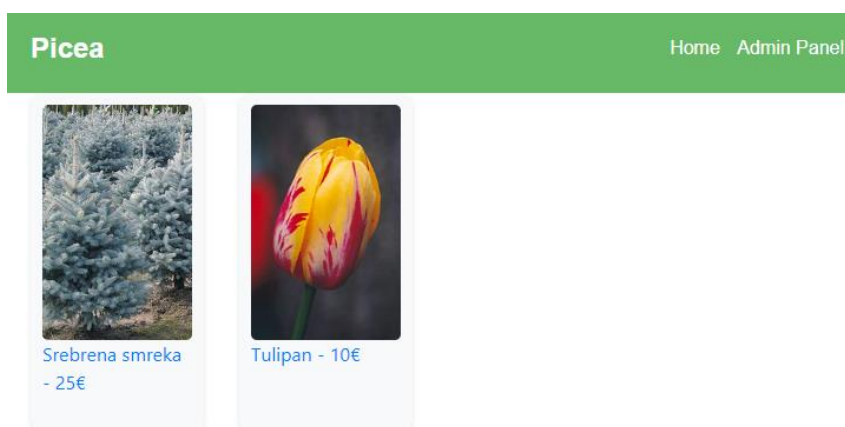 Picea
Home Admin Panel
Srebrena smreka
- 25€
Tulipan - 10€